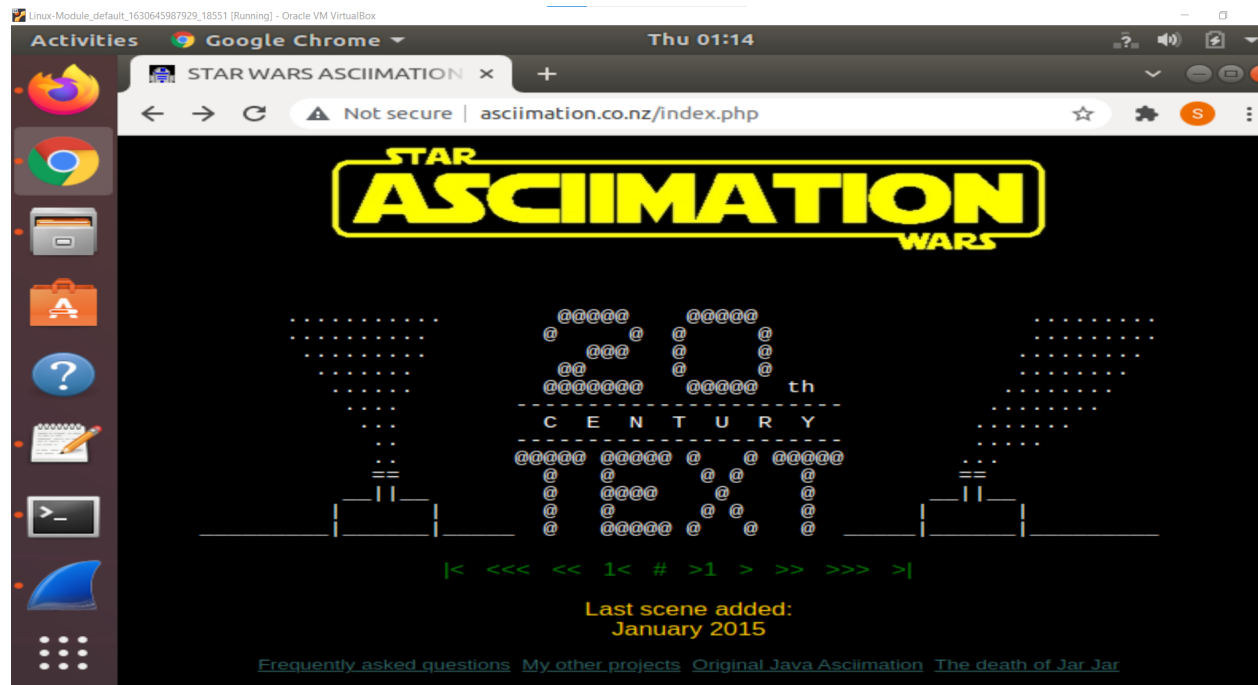 Linux-Module_default_1630645987929_18551 [Running] - Oracle VM VirtualBox
Activities Google Chrome Thu 01:14
STAR WARS ASCIIMATION
Not secure | asciimation.co.nz/index.php S
STAR
ASCIIMATION
WARS
20 th
C E N T U R Y
TEXT
|< <<< << 1< # >1 > >> >>> >|
Last scene added:
January 2015
Frequently asked questions My other projects Original Java Asciimation The death of Jar Jar